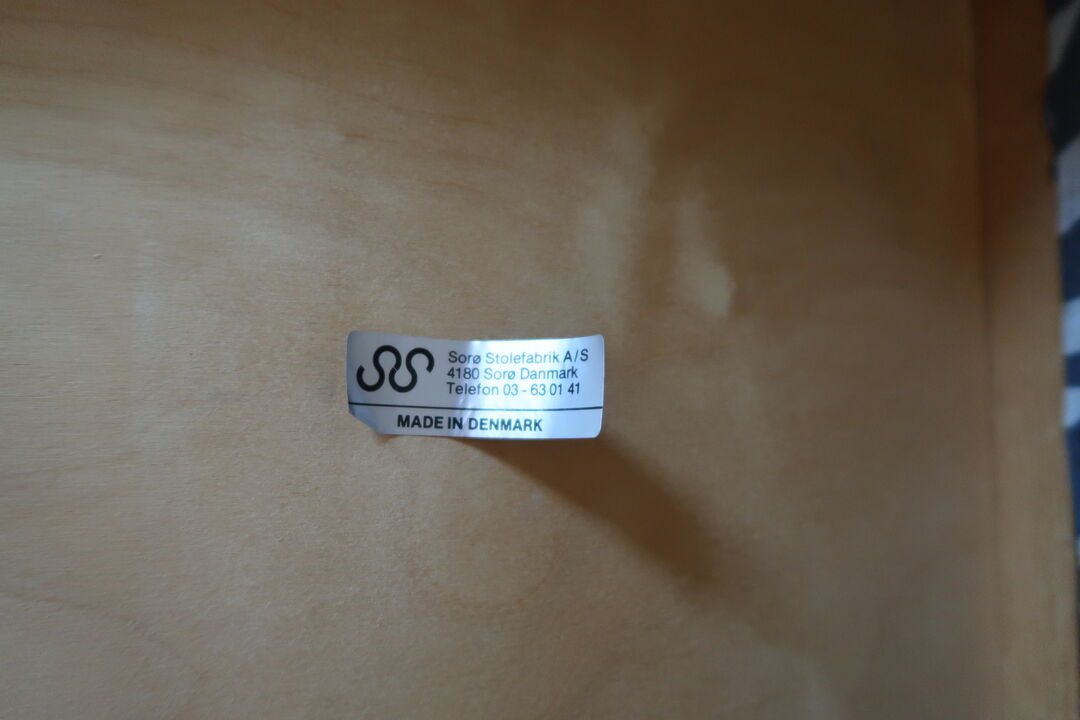 Sorø Stolefabrik A/S
4180 Sorø Danmark
Telefon 03 - 63 01 41
MADE IN DENMARK